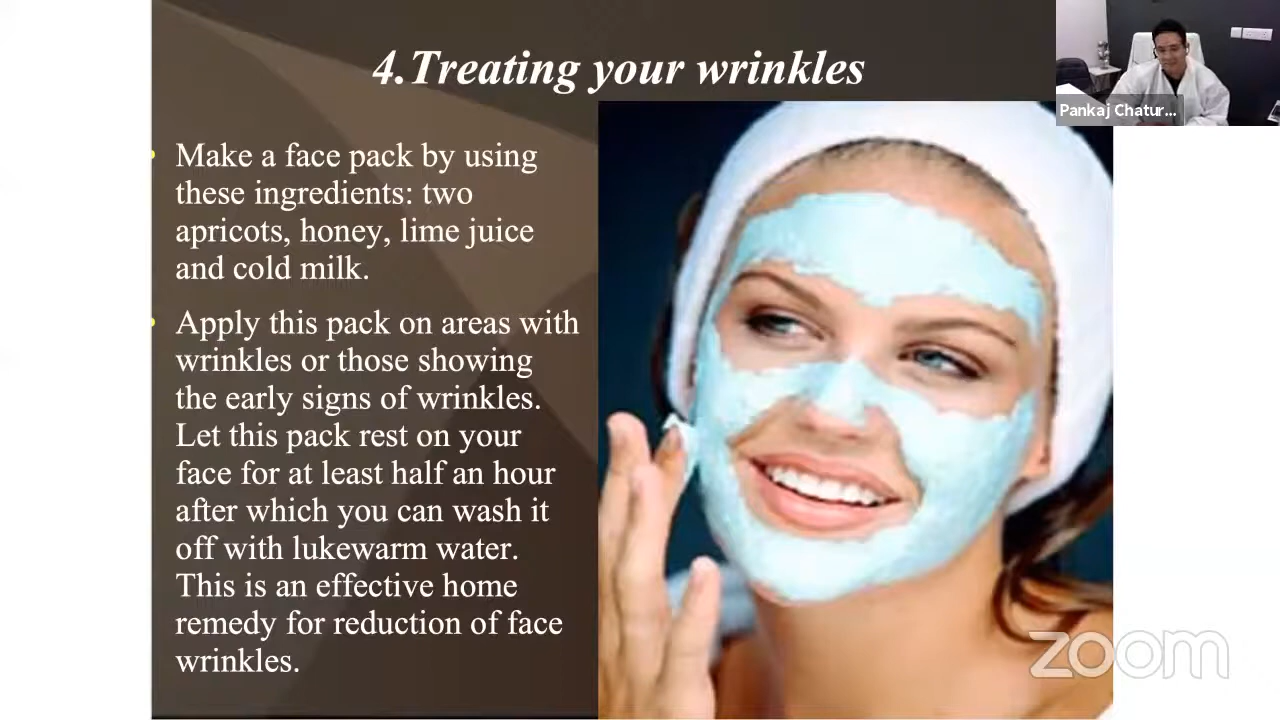 4.Treating your wrinkles
Pankaj Chatur...
Make a face pack by using
these ingredients: two
apricots, honey, lime juice
and cold milk.
Apply this pack on areas with
wrinkles or those showing
the early signs of wrinkles.
Let this pack rest on your
face for at least half an hour
after which you can wash it
off with lukewarm water.
This is an effective home
remedy for reduction of face
wrinkles.
zoom